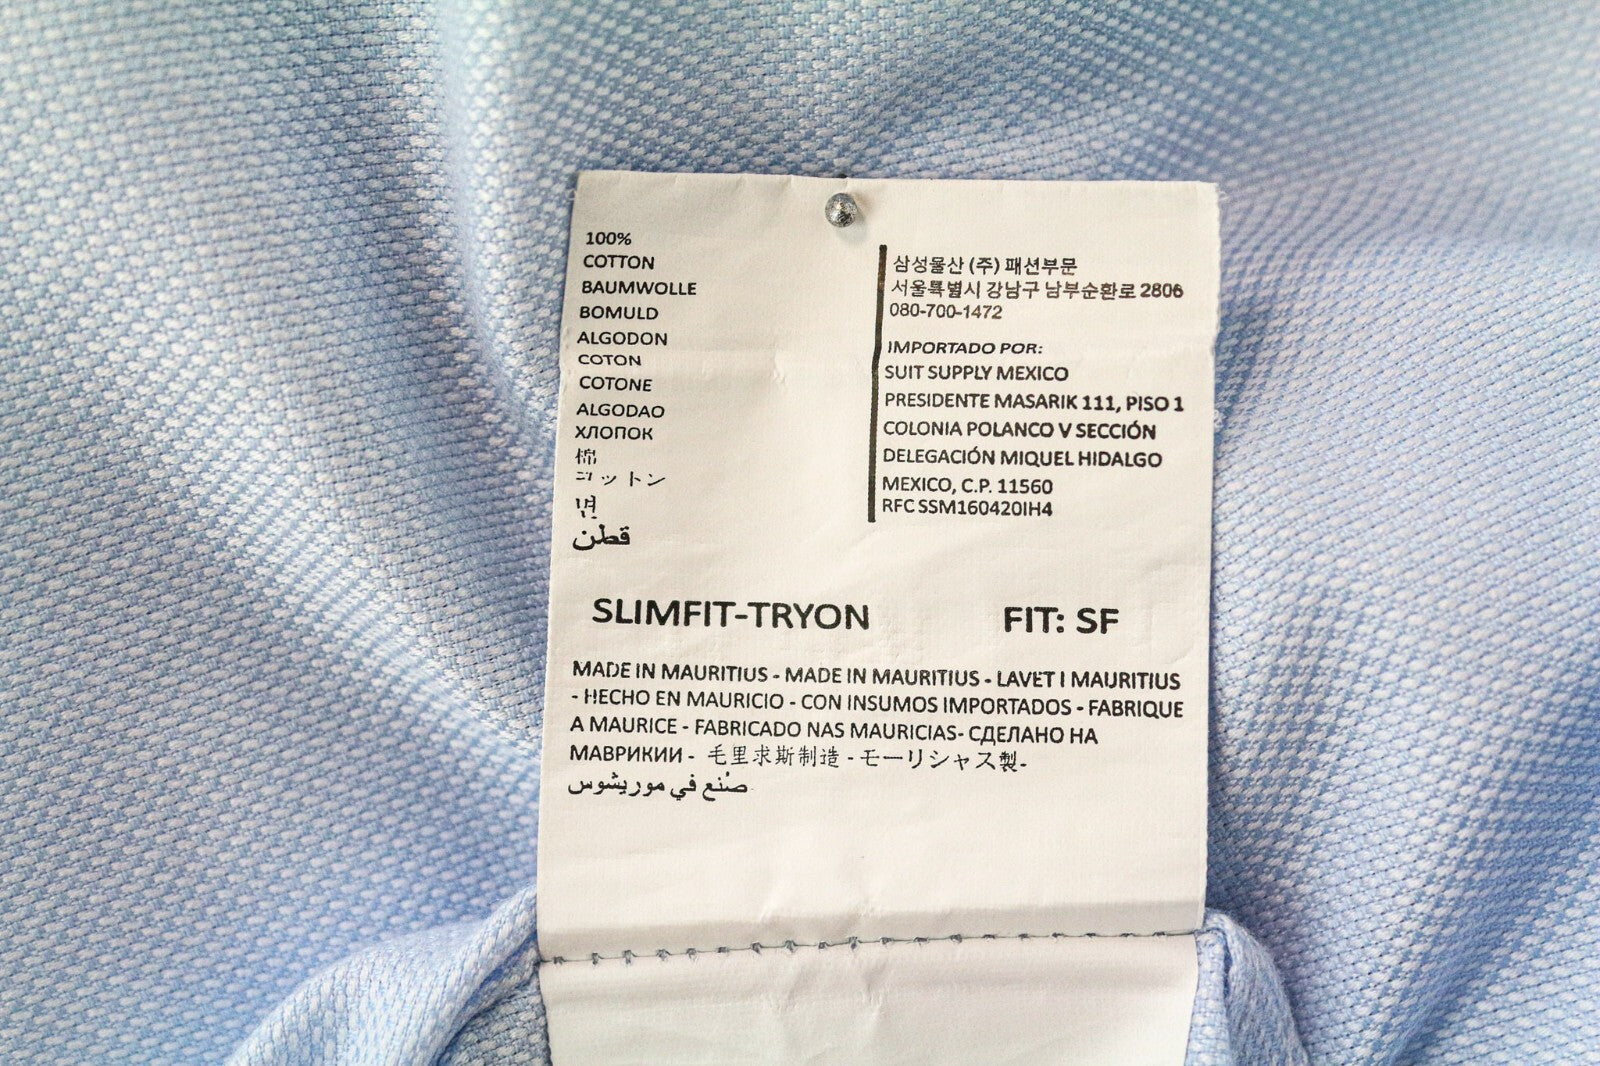 100%
COTTON
BAUMWOLLE
BOMULD
ALGODON
COTON
COTONE
ALGODAO
ХЛОПОК
棉
コットン
면
قطن
삼성물산 (주) 패션부문
서울특별시 강남구 남부순환로 2806
080-700-1472
IMPORTADO POR:
SUIT SUPPLY MEXICO
PRESIDENTE MASARIK 111, PISO 1
COLONIA POLANCO V SECCIÓN
DELEGACIÓN MIQUEL HIDALGO
MEXICO, C.P. 11560
RFC SSM160420IH4
SLIMFIT-TRYON FIT: SF
MADE IN MAURITIUS - MADE IN MAURITIUS - LAVET I MAURITIUS
- HECHO EN MAURICIO - CON INSUMOS IMPORTADOS - FABRIQUE
A MAURICE - FABRICADO NAS MAURICIAS- СДЕЛАНО НА
МАВРИКИИ - 毛里求斯制造 - モーリシャス製-
صُنع في موريشوس